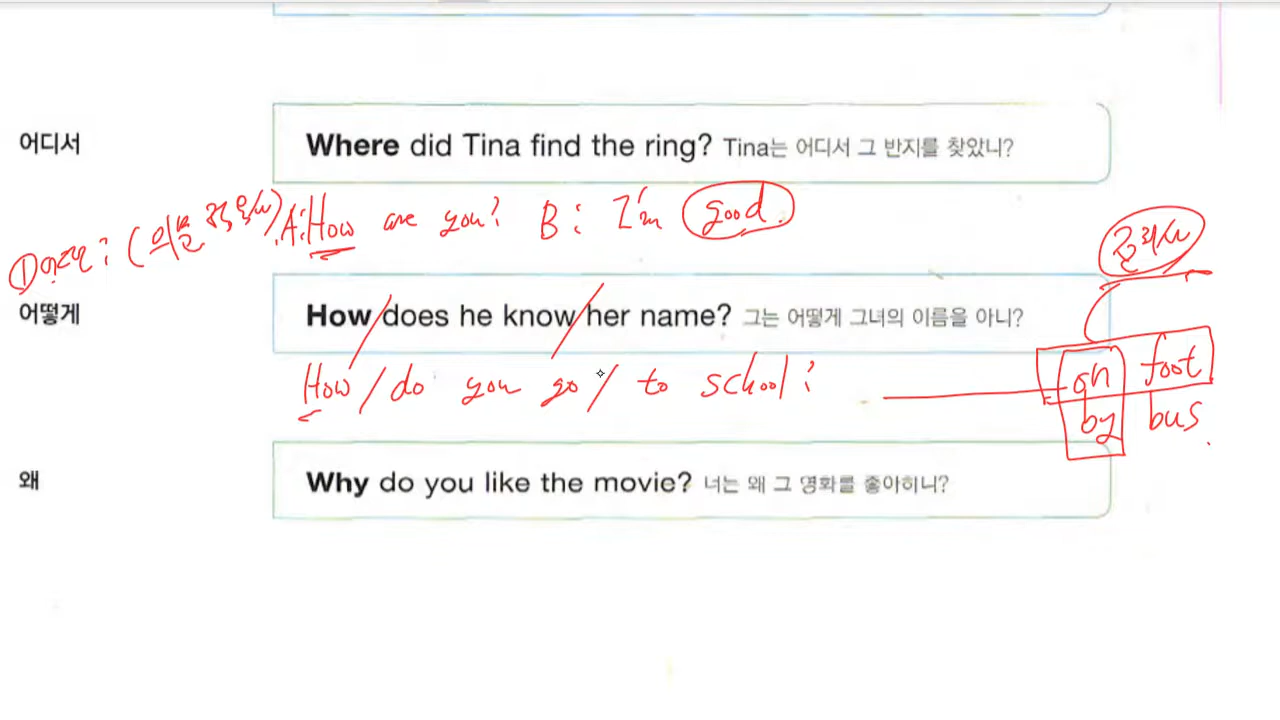 어디서
Where did Tina find the ring? Tina는 어디서 그 반지를 찾았니?
A: How are you? B: I'm good.
① : (의문
어떻게
How does he know her name? 그는 어떻게 그녀의 이름을 아니?
How / do you go / to school?
on foot
by bus.
왜
Why do you like the movie? 너는 왜 그 영화를 좋아하니?